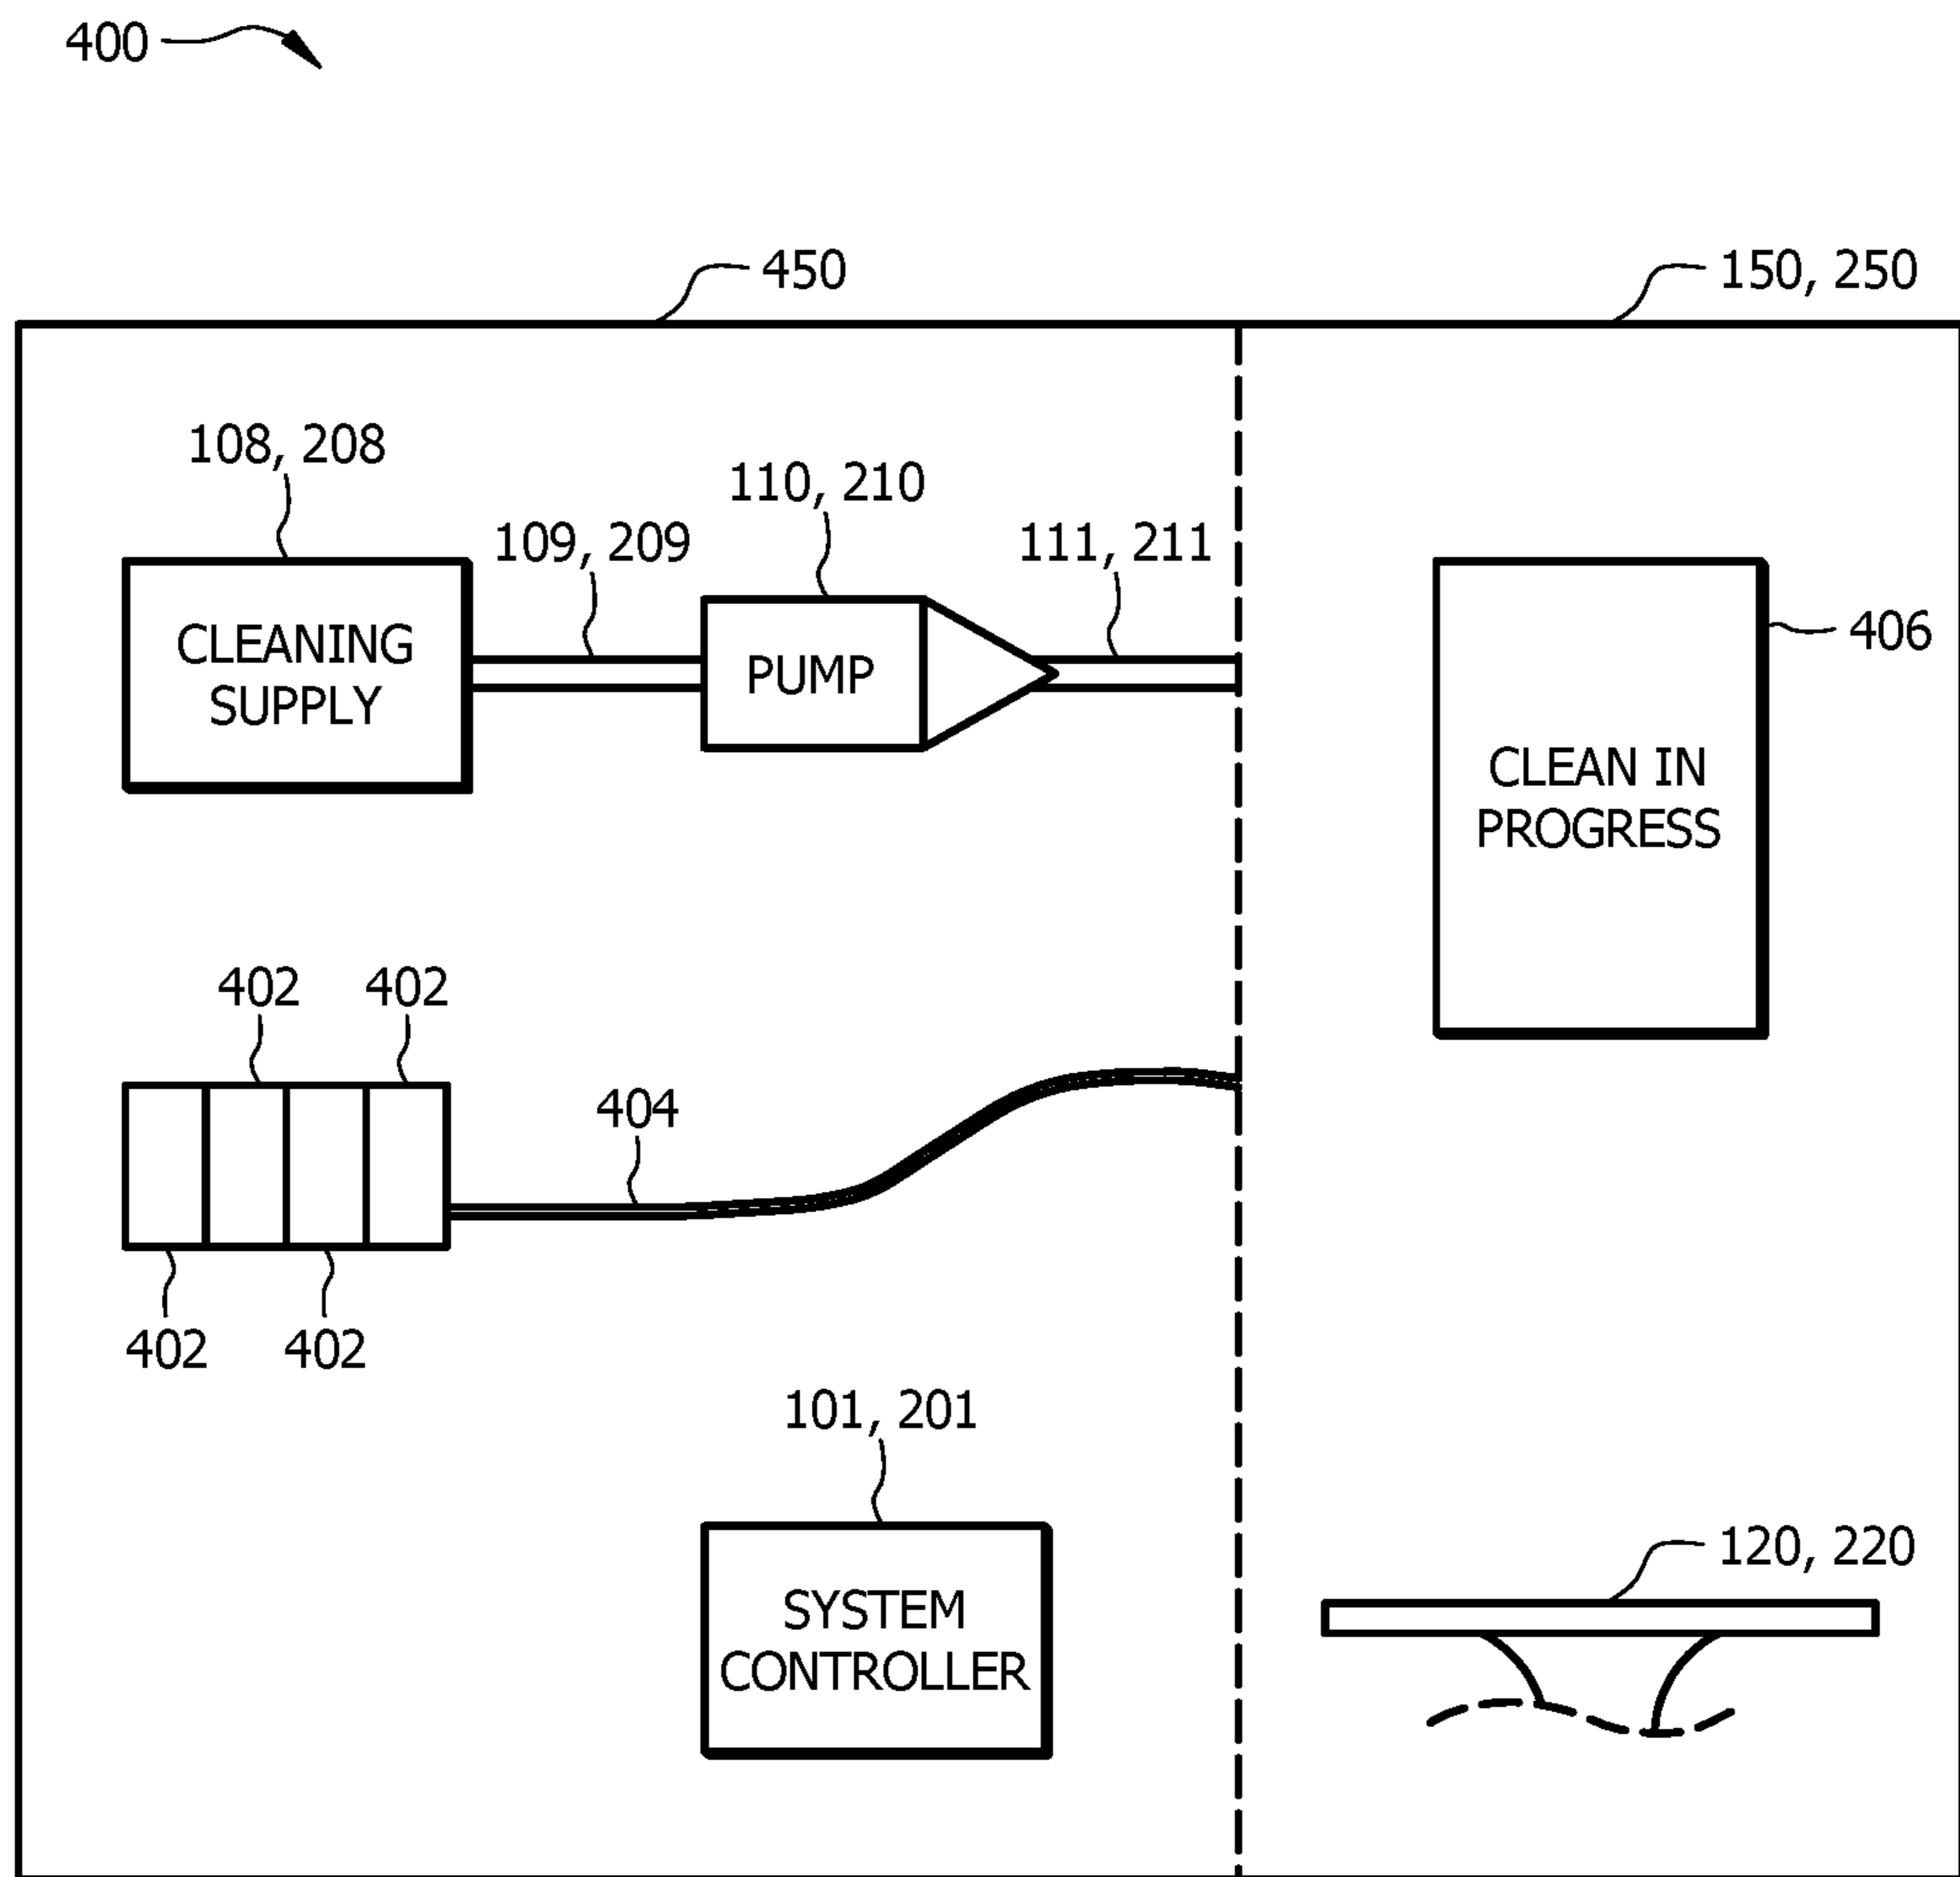 400
450
150, 250
108, 208
110, 210
109, 209
111, 211
CLEANING
SUPPLY
PUMP
406
CLEAN IN
PROGRESS
402
402
404
402
402
101, 201
SYSTEM
CONTROLLER
120, 220